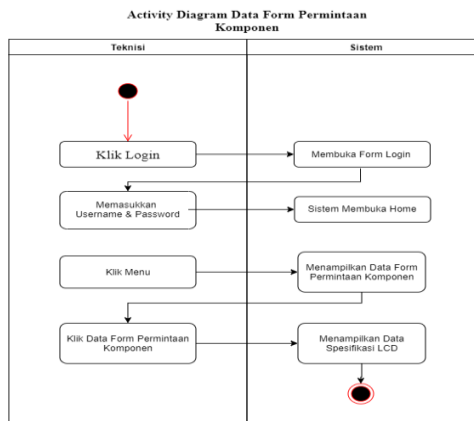 Activity Diagram Data Form Permintaan
Komponen
Teknisi
Sistem
Klik Login
Membuka Form Login
Memasukkan
Username & Password
Sistem Membuka Home
Klik Menu
Menampilkan Data Form
Permintaan Komponen
Klik Data Form Permintaan
Komponen
Menampilkan Data
Spesifikasi LCD